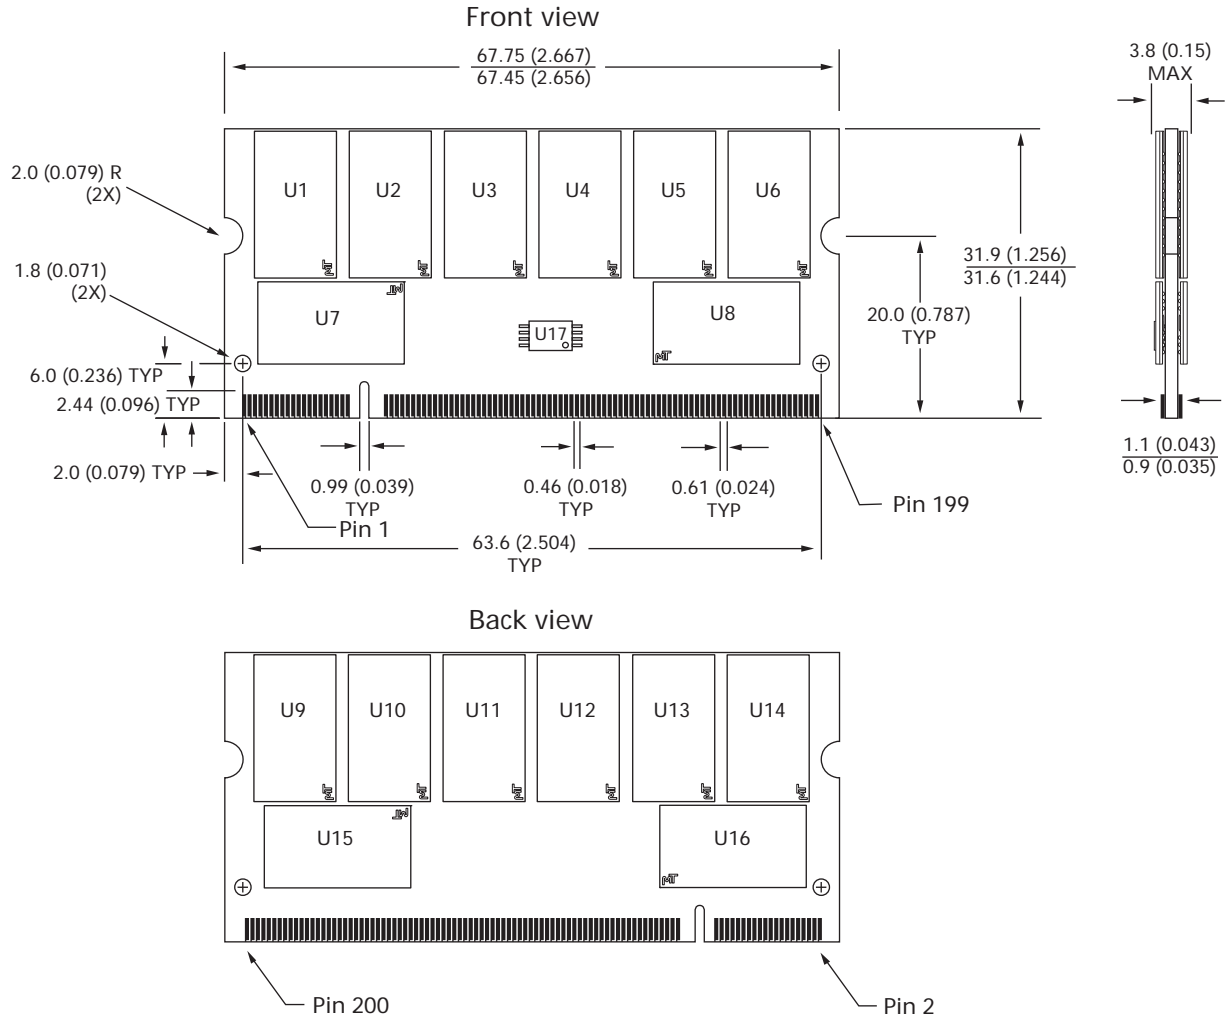 Front view
67.75 (2.667)
67.45 (2.656)
3.8 (0.15)
MAX
2.0 (0.079) R
(2X)
U1
U2
U3
U4
U5
U6
1.8 (0.071)
(2X)
31.9 (1.256)
31.6 (1.244)
U7
U17
U8
20.0 (0.787)
TYP
6.0 (0.236) TYP
2.44 (0.096) TYP
2.0 (0.079) TYP
0.99 (0.039)
TYP
0.46 (0.018)
TYP
0.61 (0.024)
TYP
1.1 (0.043)
0.9 (0.035)
Pin 1
Pin 199
63.6 (2.504)
TYP
Back view
U9
U10
U11
U12
U13
U14
U15
U16
Pin 200
Pin 2